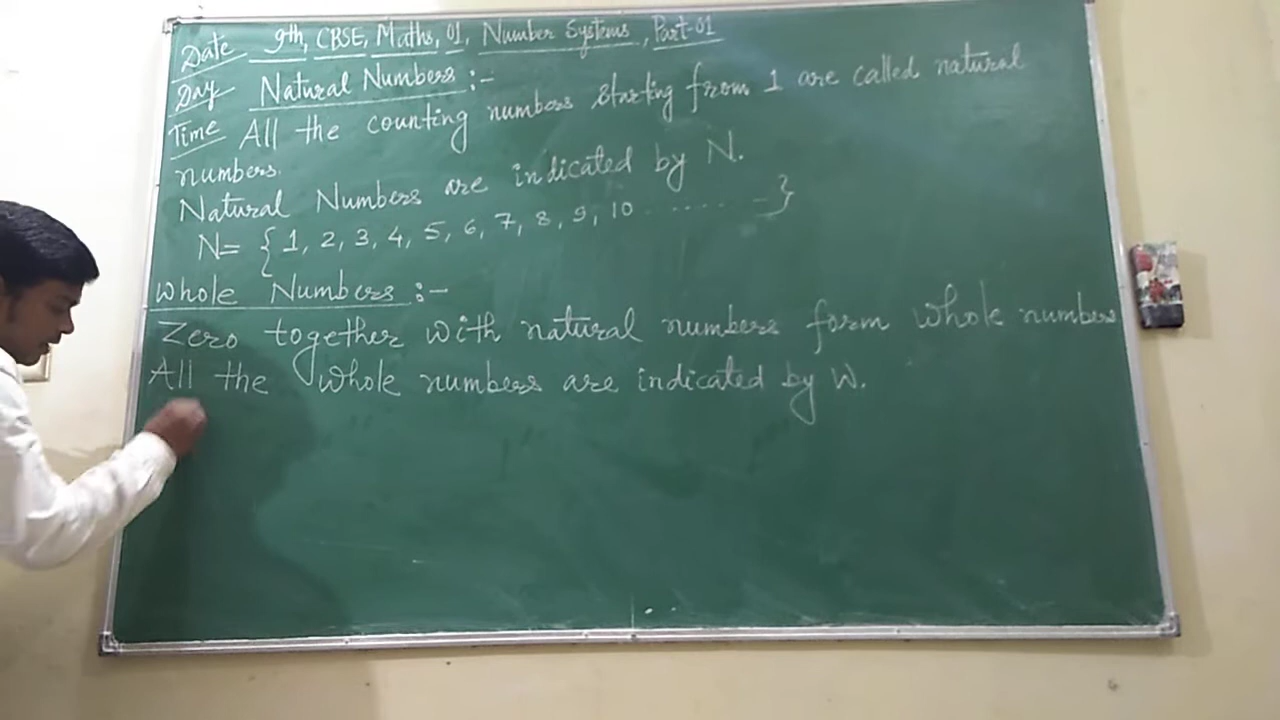 Date 9th, CBSE, Maths, 01, Number Systems, Part-01
Day Natural Numbers :-
Time All the counting numbers starting from 1 are called natural
numbers.
Natural Numbers are indicated by N.
N= {1, 2, 3, 4, 5, 6, 7, 8, 9, 10 ........ }
Whole Numbers :-
Zero together with natural numbers form whole numbers
All the whole numbers are indicated by W.